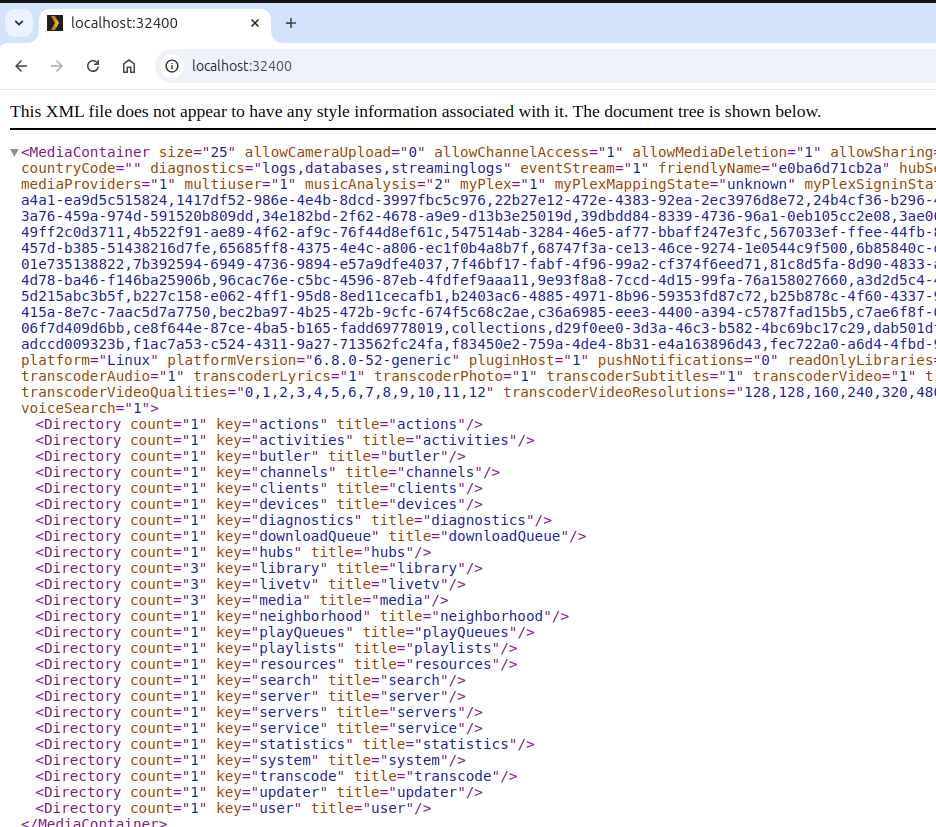 localhost:32400
localhost:32400
This XML file does not appear to have any style information associated with it. The document tree is shown below.
<MediaContainer size="25" allowCameraUpload="0" allowChannelAccess="1" allowMediaDeletion="1" allowSharing=
countryCode="" diagnostics="logs,databases,streaminglogs" eventStream="1" friendlyName="e0ba6d71cb2a" hubSe
mediaProviders="1" multiuser="1" musicAnalysis="2" myPlex="1" myPlexMappingState="unknown" myPlexSigninStat
a4a1-ea9d5c515824,1417df52-986e-4e4b-8dcd-3997fbc5c976,22b27e12-472e-4383-92ea-2ec3976d8e72,24b4cf36-b296-4
3a76-459a-974d-591520b809dd,34e182bd-2f62-4678-a9e9-d13b3e25019d,39dbdd84-8339-4736-96a1-0eb105cc2e08,3ae06
49ff2c0d3711,4b522f91-ae89-4f62-af9c-76f44d8ef61c,547514ab-3284-46e5-af77-bbaff247e3fc,567033ef-ffee-44fb-8
457d-b385-51438216d7fe,65685ff8-4375-4e4c-a806-ec1f0b4a8b7f,68747f3a-ce13-46ce-9274-1e0544c9f500,6b85840c-d
01e735138822,7b392594-6949-4736-9894-e57a9dfe4037,7f46bf17-fabf-4f96-99a2-cf374f6eed71,81c8d5fa-8d90-4833-a
4d78-ba46-f146ba25906b,96cac76e-c5bc-4596-87eb-4fdfef9aaa11,9e93f8a8-7ccd-4d15-99fa-76a158027660,a3d2d5c4-4
5d215abc3b5f,b227c158-e062-4ff1-95d8-8ed11cecafb1,b2403ac6-4885-4971-8b96-59353fd87c72,b25b878c-4f60-4337-9
415a-8e7c-7aac5d7a7750,bec2ba97-4b25-472b-9cfc-674f5c68c2ae,c36a6985-eee3-4400-a394-c5787fad15b5,c7ae6f8f-6
06f7d409d6bb,ce8f644e-87ce-4ba5-b165-fadd69778019,collections,d29f0ee0-3d3a-46c3-b582-4bc69bc17c29,dab501df
adccd009323b,f1ac7a53-c524-4311-9a27-713562fc24fa,f83450e2-759a-4de4-8b31-e4a163896d43,fec722a0-a6d4-4fbd-9
platform="Linux" platformVersion="6.8.0-52-generic" pluginHost="1" pushNotifications="0" readOnlyLibraries=
transcoderAudio="1" transcoderLyrics="1" transcoderPhoto="1" transcoderSubtitles="1" transcoderVideo="1" t
transcoderVideoQualities="0,1,2,3,4,5,6,7,8,9,10,11,12" transcoderVideoResolutions="128,128,160,240,320,480
voiceSearch="1">
<Directory count="1" key="actions" title="actions"/>
<Directory count="1" key="activities" title="activities"/>
<Directory count="1" key="butler" title="butler"/>
<Directory count="1" key="channels" title="channels"/>
<Directory count="1" key="clients" title="clients"/>
<Directory count="1" key="devices" title="devices"/>
<Directory count="1" key="diagnostics" title="diagnostics"/>
<Directory count="1" key="downloadQueue" title="downloadQueue"/>
<Directory count="1" key="hubs" title="hubs"/>
<Directory count="3" key="library" title="library"/>
<Directory count="3" key="livetv" title="livetv"/>
<Directory count="3" key="media" title="media"/>
<Directory count="1" key="neighborhood" title="neighborhood"/>
<Directory count="1" key="playQueues" title="playQueues"/>
<Directory count="1" key="playlists" title="playlists"/>
<Directory count="1" key="resources" title="resources"/>
<Directory count="1" key="search" title="search"/>
<Directory count="1" key="server" title="server"/>
<Directory count="1" key="servers" title="servers"/>
<Directory count="1" key="service" title="service"/>
<Directory count="1" key="statistics" title="statistics"/>
<Directory count="1" key="system" title="system"/>
<Directory count="1" key="transcode" title="transcode"/>
<Directory count="1" key="updater" title="updater"/>
<Directory count="1" key="user" title="user"/>
</MediaContainer>